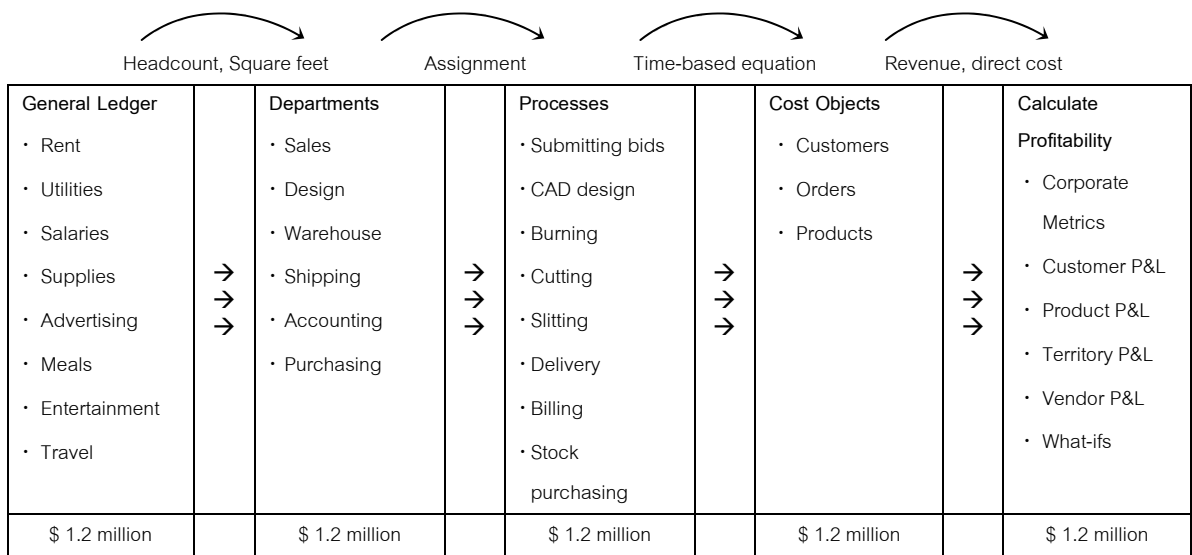 Headcount, Square feet
Assignment
Time-based equation
Revenue, direct cost
General Ledger
· Rent
· Utilities
· Salaries
· Supplies
· Advertising
· Meals
· Entertainment
· Travel
$ 1.2 million
→
→
→
Departments
· Sales
· Design
· Warehouse
· Shipping
· Accounting
· Purchasing
$ 1.2 million
→
→
→
Processes
· Submitting bids
· CAD design
· Burning
· Cutting
· Slitting
· Delivery
· Billing
· Stock
purchasing
$ 1.2 million
→
→
→
Cost Objects
· Customers
· Orders
· Products
$ 1.2 million
→
→
→
Calculate
Profitability
· Corporate
Metrics
· Customer P&L
· Product P&L
· Territory P&L
· Vendor P&L
· What-ifs
$ 1.2 million